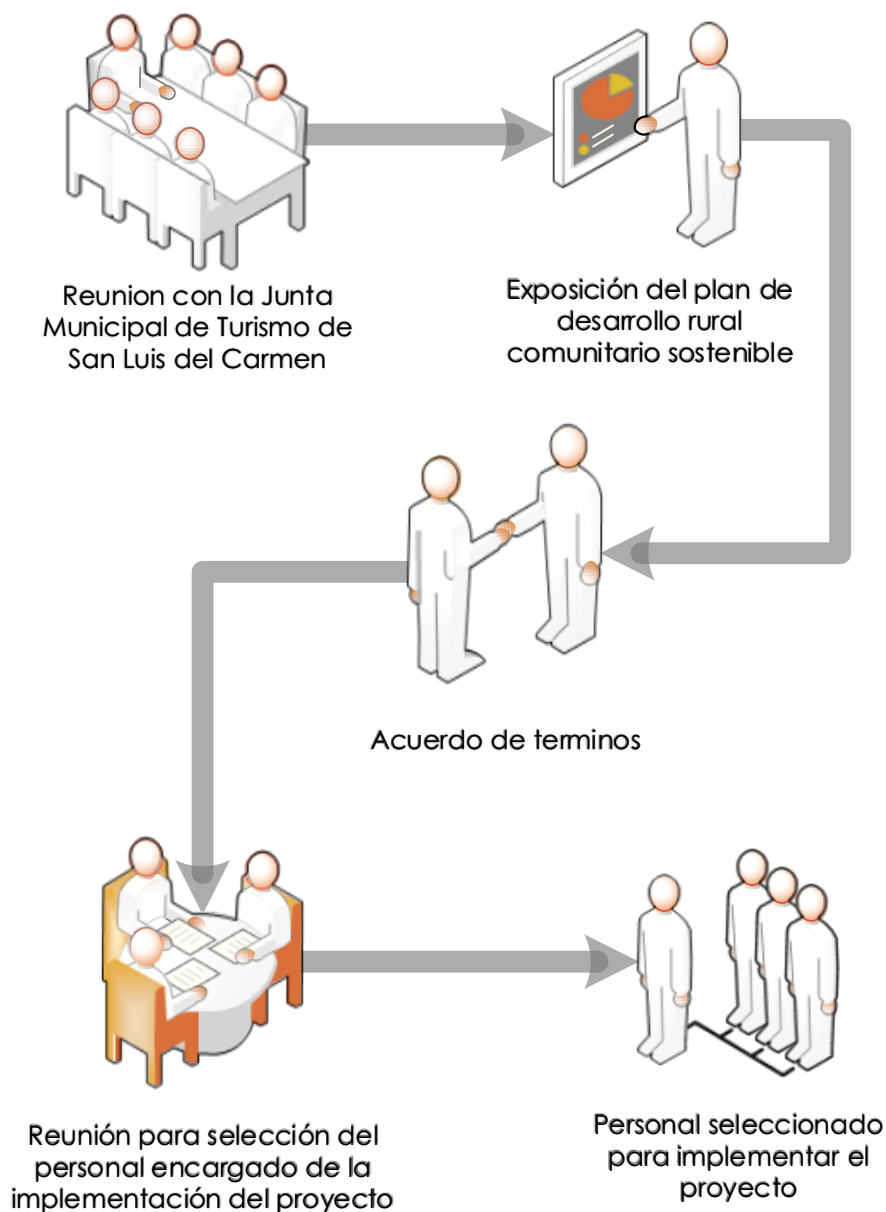 Reunion con la Junta
Municipal de Turismo de
San Luis del Carmen
Exposición del plan de
desarrollo rural
comunitario sostenible
Acuerdo de terminos
Reunión para selección del
personal encargado de la
implementación del proyecto
Personal seleccionado
para implementar el
proyecto